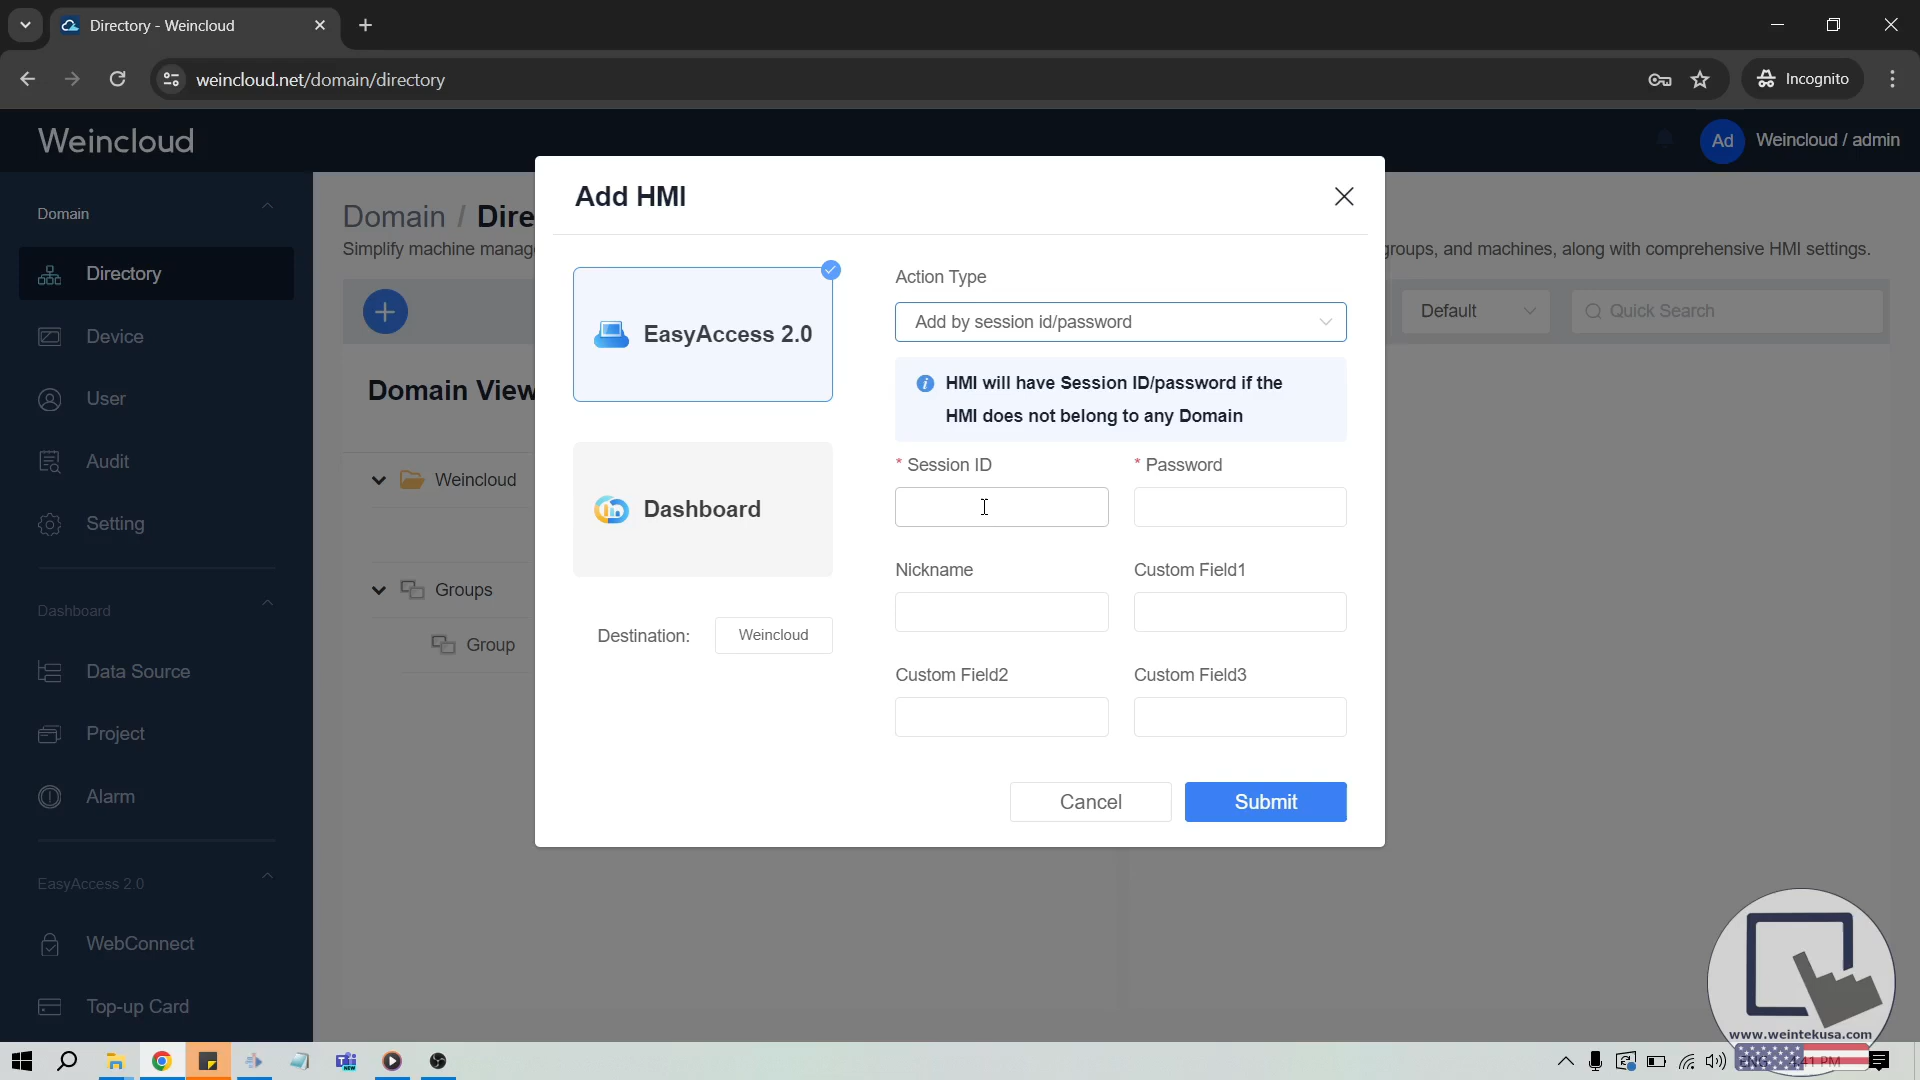 Directory - Weincloud
weincloud.net/domain/directory
Incognito
Weincloud
Ad
Weincloud / admin
Domain
Directory
Device
User
Audit
Setting
Dashboard
Data Source
Project
Alarm
EasyAccess 2.0
WebConnect
Top-up Card
Domain / Dire
Simplify machine manag
groups, and machines, along with comprehensive HMI settings.
Default
Quick Search
Domain View
Weincloud
Groups
Group
Add HMI
EasyAccess 2.0
Dashboard
Destination: Weincloud
Action Type
Add by session id/password
HMI will have Session ID/password if the
HMI does not belong to any Domain
* Session ID
* Password
Nickname
Custom Field1
Custom Field2
Custom Field3
Cancel
Submit
www.weintekusa.com
4:41 PM